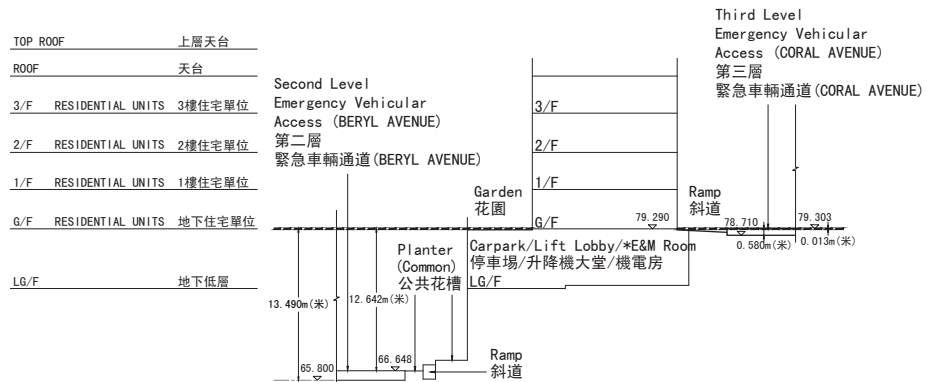 TOP ROOF 上層天台
ROOF 天台
3/F RESIDENTIAL UNITS 3樓住宅單位
2/F RESIDENTIAL UNITS 2樓住宅單位
1/F RESIDENTIAL UNITS 1樓住宅單位
G/F RESIDENTIAL UNITS 地下住宅單位
LG/F 地下低層
Second Level
Emergency Vehicular
Access (BERYL AVENUE)
第二層
緊急車輛通道(BERYL AVENUE)
Third Level
Emergency Vehicular
Access (CORAL AVENUE)
第三層
緊急車輛通道(CORAL AVENUE)
3/F
2/F
1/F
G/F
79.290
Garden
花園
Ramp
斜道
78.710
79.303
0.580m(米)
0.013m(米)
Planter
(Common)
公共花槽
Carpark/Lift Lobby/*E&M Room
停車場/升降機大堂/機電房
LG/F
13.490m(米)
12.642m(米)
65.800
66.648
Ramp
斜道